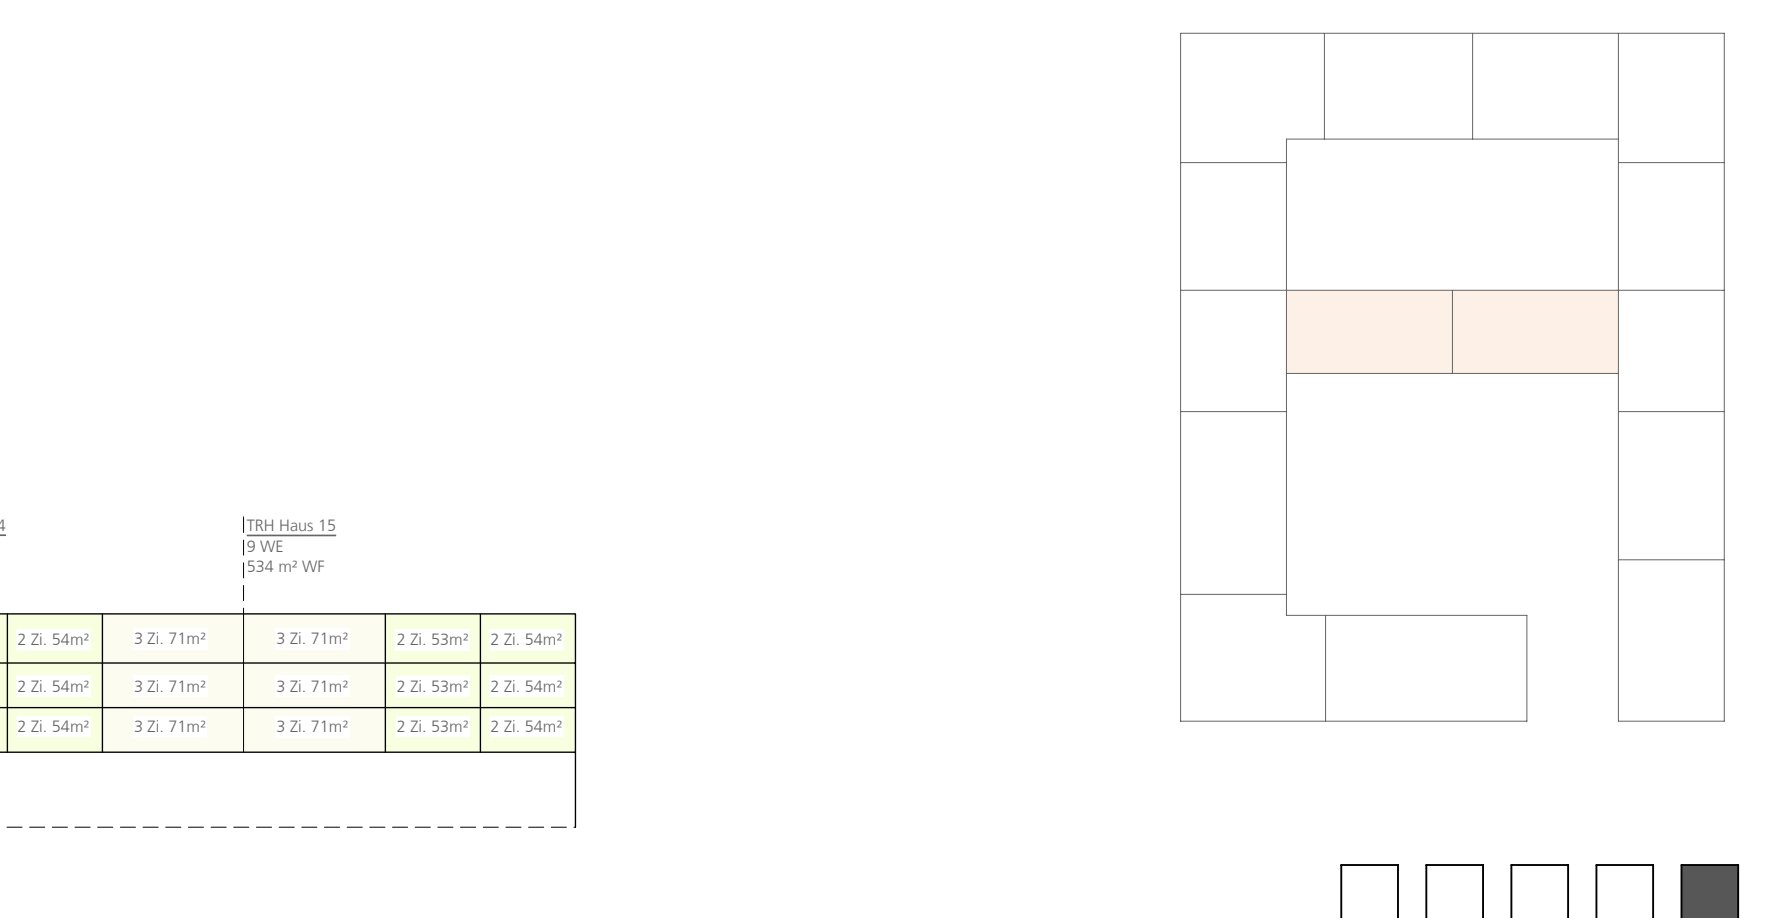 4
TRH Haus 15
9 WE
534 m² WF
2 Zi. 54m² 3 Zi. 71m² 3 Zi. 71m² 2 Zi. 53m² 2 Zi. 54m²
2 Zi. 54m² 3 Zi. 71m² 3 Zi. 71m² 2 Zi. 53m² 2 Zi. 54m²
2 Zi. 54m² 3 Zi. 71m² 3 Zi. 71m² 2 Zi. 53m² 2 Zi. 54m²